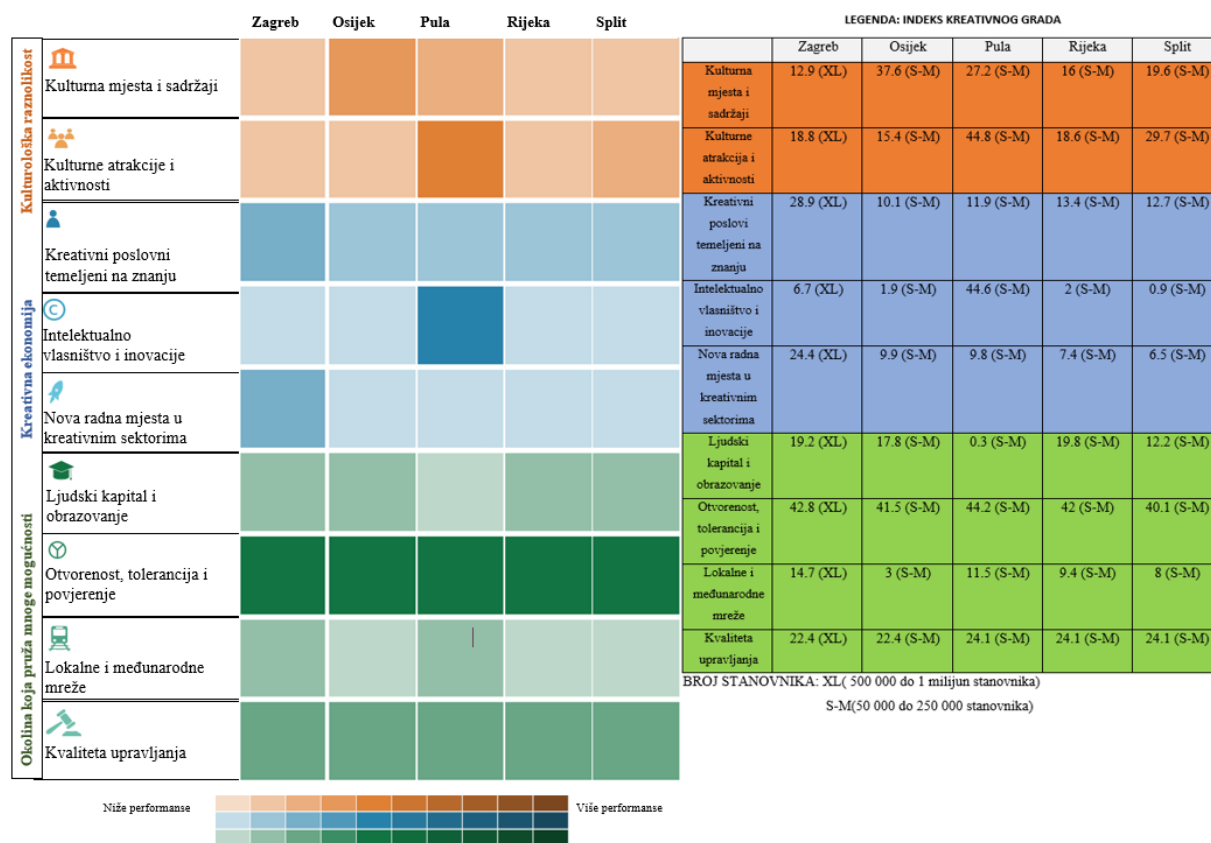 Zagreb Osijek Pula Rijeka Split
Kulturološka raznolikost
Kulturna mjesta i sadržaji
Kulturne atrakcije i
aktivnosti
Kreativna ekonomija
Kreativni poslovni
temeljeni na znanju
Intelektualno
vlasništvo i inovacije
Nova radna mjesta u
kreativnim sektorima
Okolina koja pruža mnoge mogućnosti
Ljudski kapital i
obrazovanje
Otvorenost, tolerancija i
povjerenje
Lokalne i međunarodne
mreže
Kvaliteta upravljanja
Niže performanse
Više performanse
LEGENDA: INDEKS KREATIVNOG GRADA
Zagreb Osijek Pula Rijeka Split
Kulturna 12.9 (XL) 37.6 (S-M) 27.2 (S-M) 16 (S-M) 19.6 (S-M)
mjesta i
sadržaji
Kulturne 18.8 (XL) 15.4 (S-M) 44.8 (S-M) 18.6 (S-M) 29.7 (S-M)
atrakcija i
aktivnosti
Kreativni 28.9 (XL) 10.1 (S-M) 11.9 (S-M) 13.4 (S-M) 12.7 (S-M)
poslovi
temeljeni na
znanju
Intelektualno 6.7 (XL) 1.9 (S-M) 44.6 (S-M) 2 (S-M) 0.9 (S-M)
vlasništvo i
inovacije
Nova radna 24.4 (XL) 9.9 (S-M) 9.8 (S-M) 7.4 (S-M) 6.5 (S-M)
mjesta u
kreativnim
sektorima
Ljudski 19.2 (XL) 17.8 (S-M) 0.3 (S-M) 19.8 (S-M) 12.2 (S-M)
kapital i
obrazovanje
Otvorenost, 42.8 (XL) 41.5 (S-M) 44.2 (S-M) 42 (S-M) 40.1 (S-M)
tolerancija i
povjerenje
Lokalne i 14.7 (XL) 3 (S-M) 11.5 (S-M) 9.4 (S-M) 8 (S-M)
međunarodne
mreže
Kvaliteta 22.4 (XL) 22.4 (S-M) 24.1 (S-M) 24.1 (S-M) 24.1 (S-M)
upravljanja
BROJ STANOVNIKA: XL( 500 000 do 1 milijun stanovnika)
S-M(50 000 do 250 000 stanovnika)